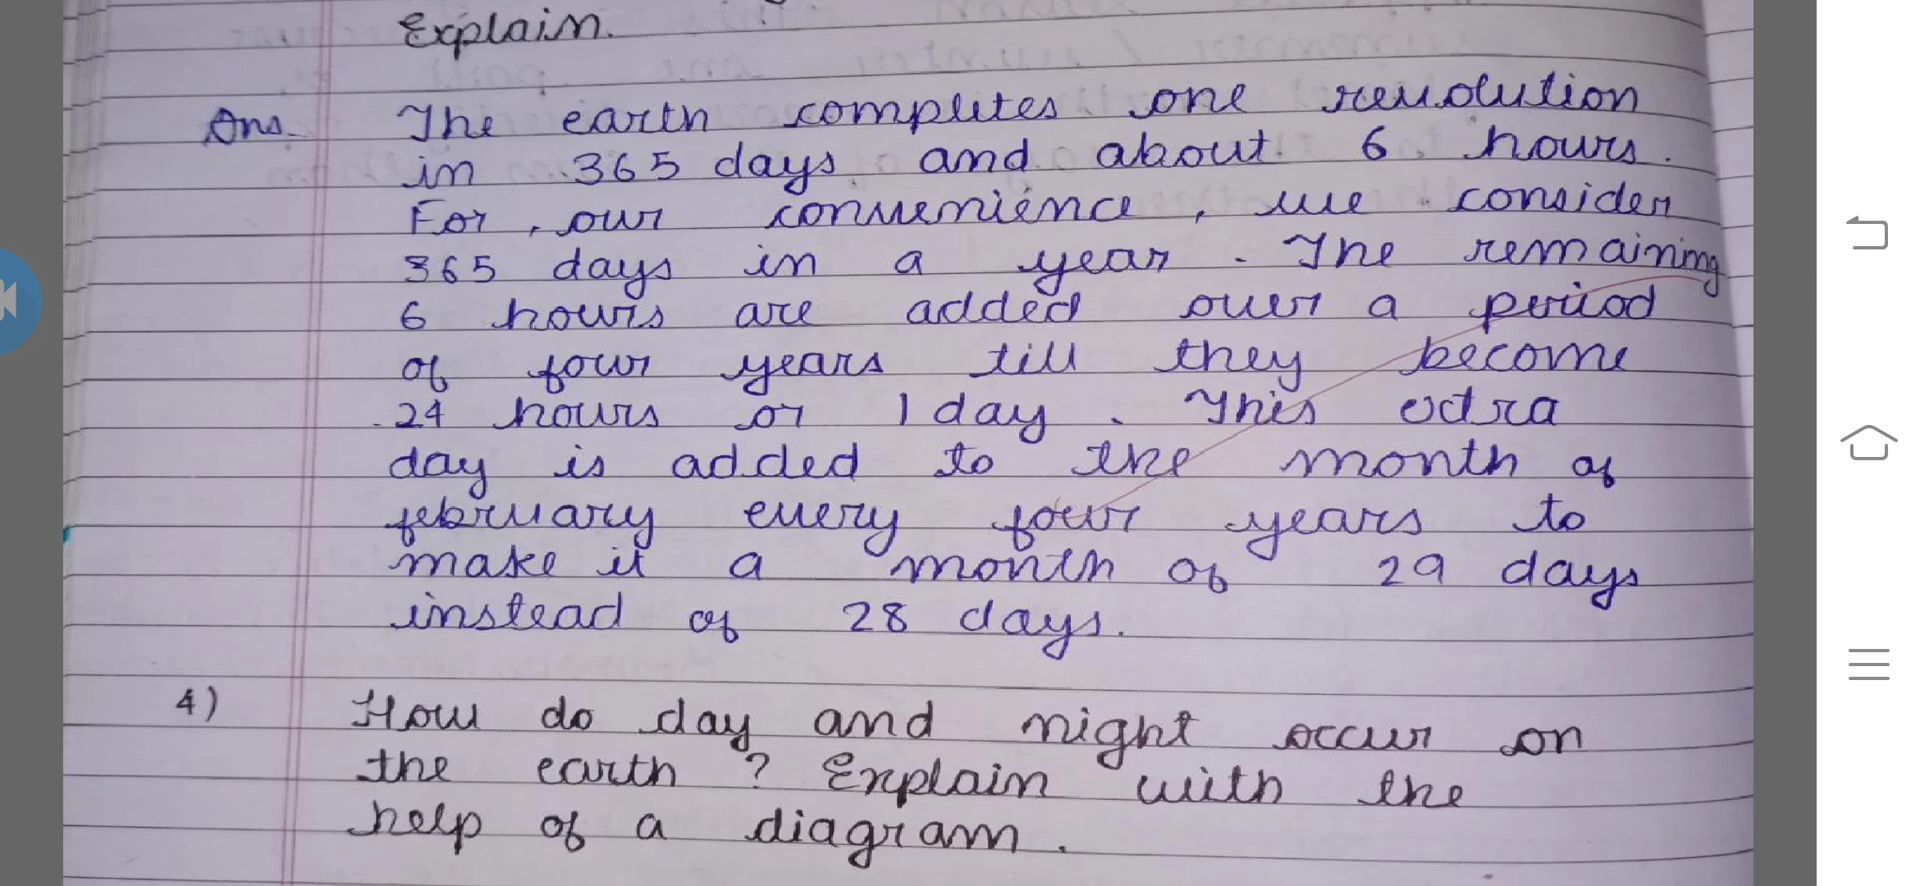 Explain.
Ans. The earth completes one revolution
in 365 days and about 6 hours.
For, our convenience, we consider
365 days in a year. The remaining
6 hours are added over a period
of four years till they become
24 hours or 1 day. This extra
day is added to the month of
february every four years to
make it a month of 29 days
instead of 28 days.
4) How do day and night occur on
the earth? Explain with the
help of a diagram.